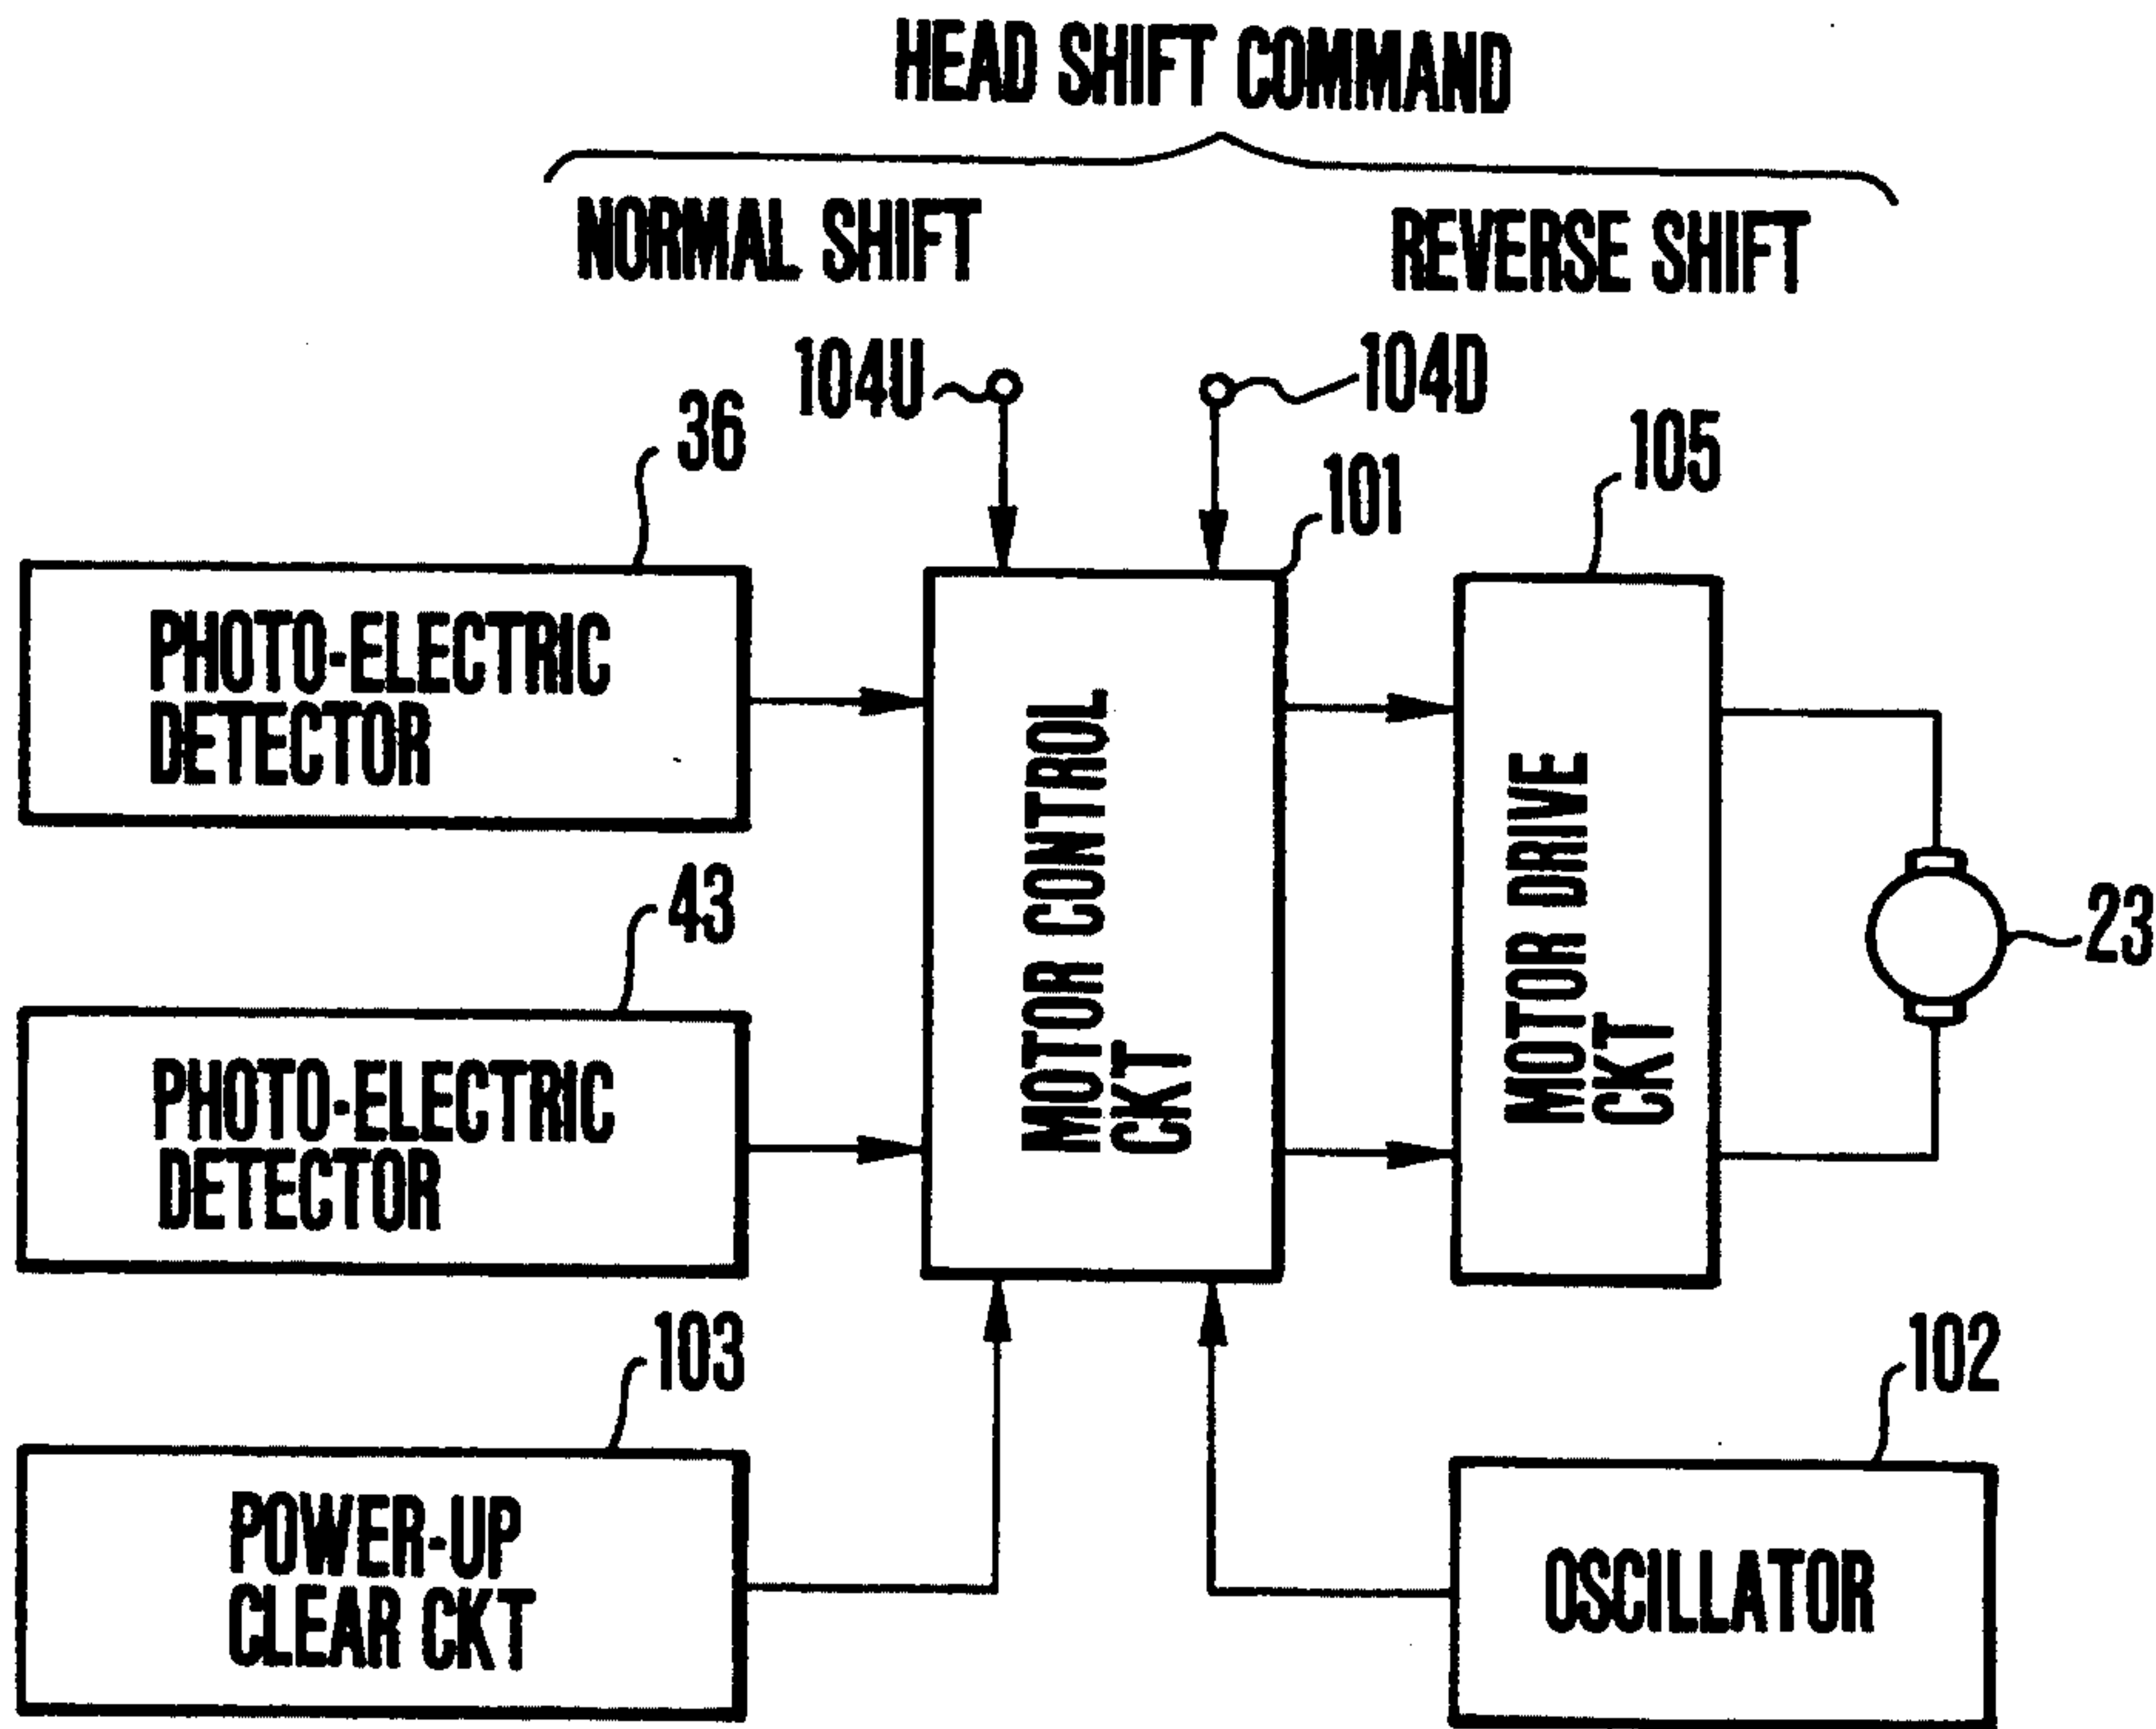 HEAD SHIFT COMMAND
NORMAL SHIFT
REVERSE SHIFT
104U
104D
36
101
105
PHOTO-ELECTRIC
DETECTOR
MOTOR CONTROL
CKT
MOTOR DRIVE
CKT
43
23
PHOTO-ELECTRIC
DETECTOR
103
102
POWER-UP
CLEAR CKT
OSCILLATOR